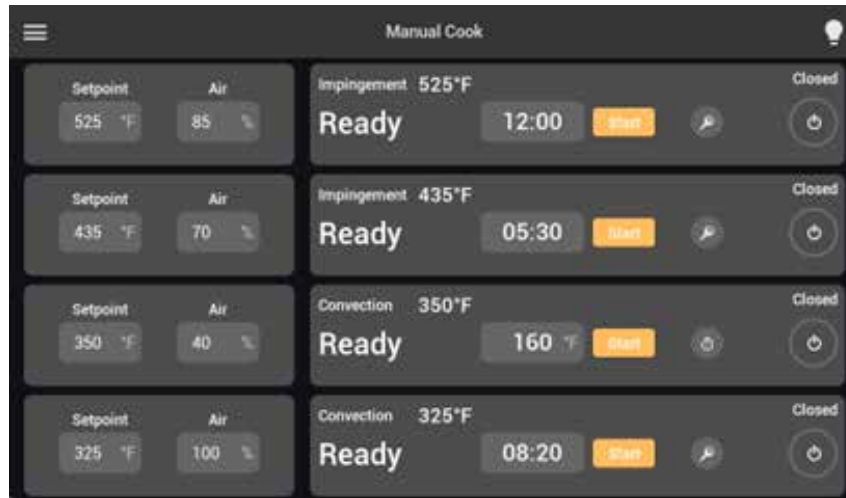 Manual Cook
Setpoint Air
525 °F 85 %
Impingement 525°F Closed
Ready 12:00 Start
Setpoint Air
435 °F 70 %
Impingement 435°F Closed
Ready 05:30 Start
Setpoint Air
350 °F 40 %
Convection 350°F Closed
Ready 160 °F Start
Setpoint Air
325 °F 100 %
Convection 325°F Closed
Ready 08:20 Start